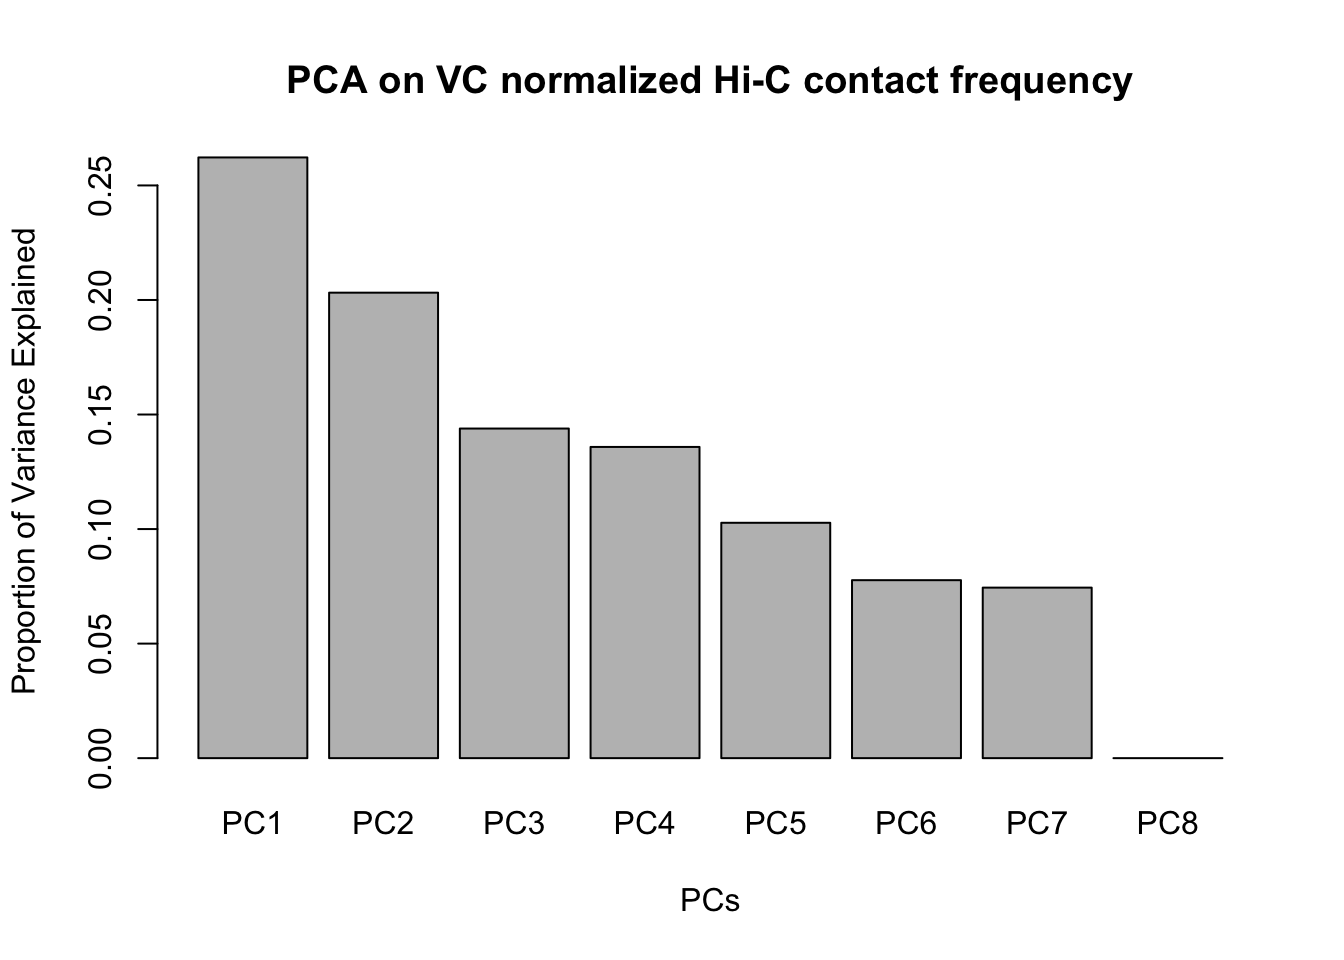 PCA on VC normalized Hi-C contact frequency
Proportion of Variance Explained
0.25
0.20
0.15
0.10
0.05
0.00
PC1 PC2 PC3 PC4 PC5 PC6 PC7 PC8
PCs